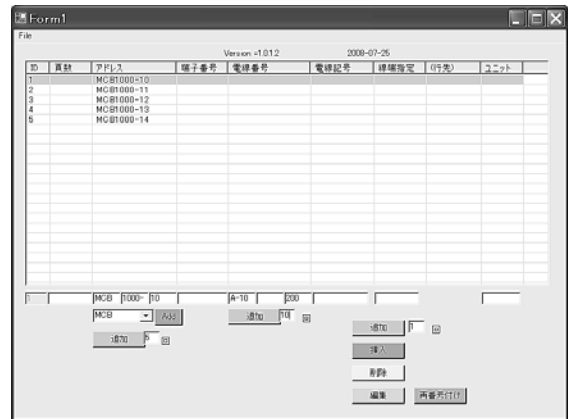 Form1
File
Version =1.0.1.2 2008-07-25
ID 頁数 アドレス 端子番号 電線番号 電線記号 線端指定 (行先) ユニット
1 MCB1000-10
2 MCB1000-11
3 MCB1000-12
4 MCB1000-13
5 MCB1000-14
1 MCB 1000- 10 A-10 200
MCB Add 追加 10 回
追加 5 回
追加 1 回
挿入
削除
編集 再番号付け